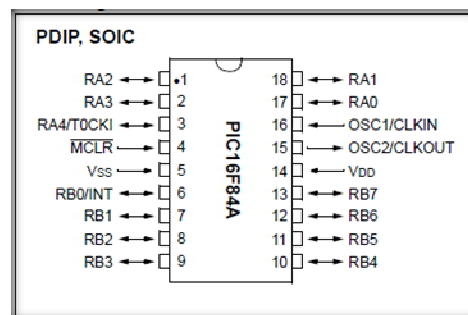 PDIP, SOIC
RA2 1 18 RA1
RA3 2 17 RA0
RA4/T0CKI 3 16 OSC1/CLKIN
MCLR 4 15 OSC2/CLKOUT
VSS 5 14 VDD
RB0/INT 6 13 RB7
RB1 7 12 RB6
RB2 8 11 RB5
RB3 9 10 RB4
PIC16F84A